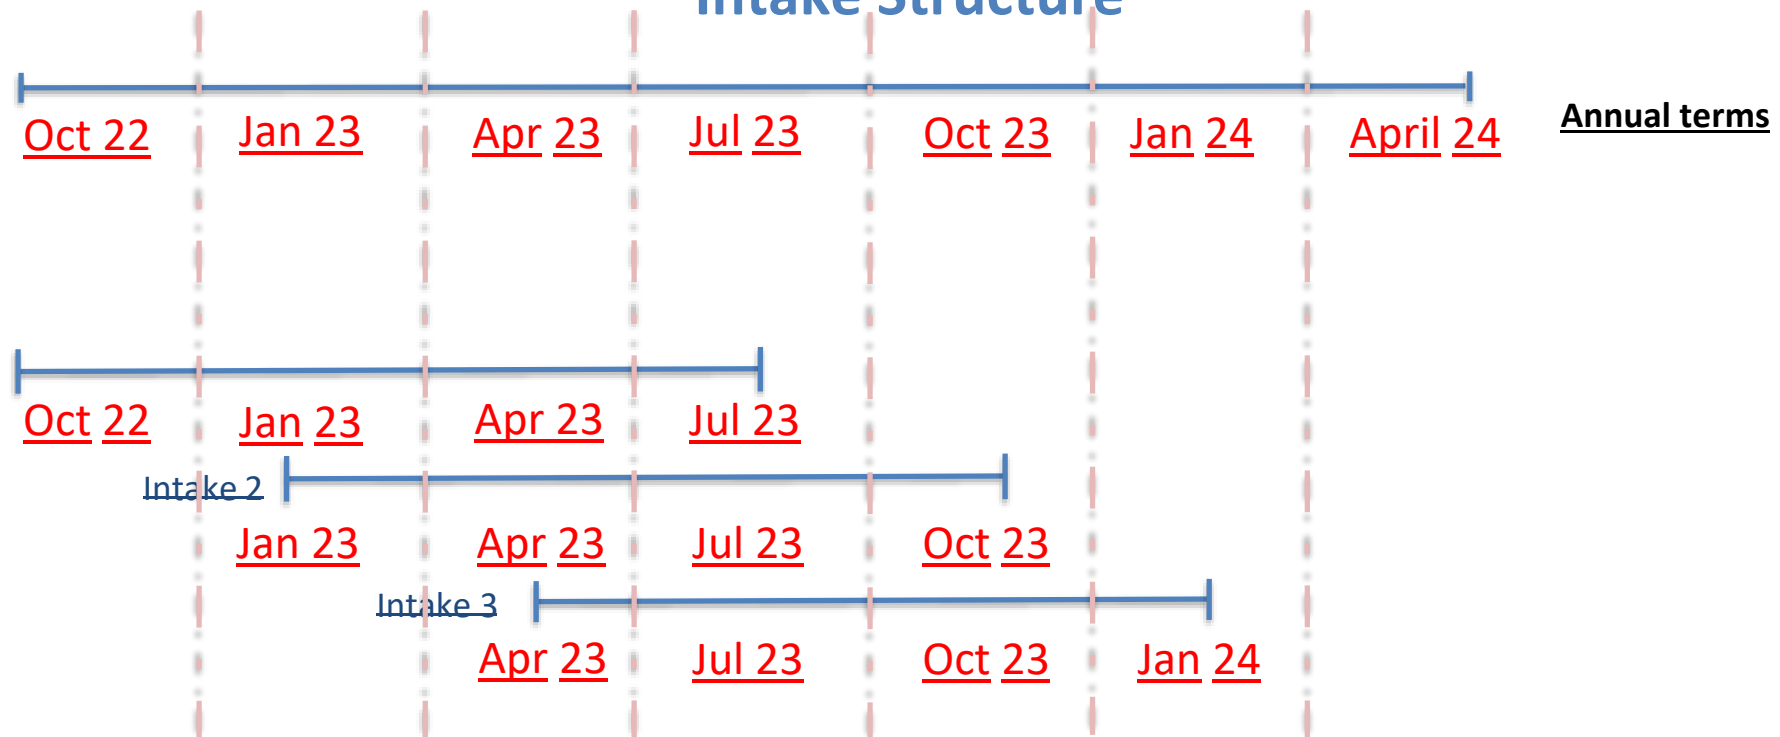 Intake Structure
Oct 22 Jan 23 Apr 23 Jul 23 Oct 23 Jan 24 April 24 Annual terms
Oct 22 Jan 23 Apr 23 Jul 23
Intake 2
Jan 23 Apr 23 Jul 23 Oct 23
Intake 3
Apr 23 Jul 23 Oct 23 Jan 24